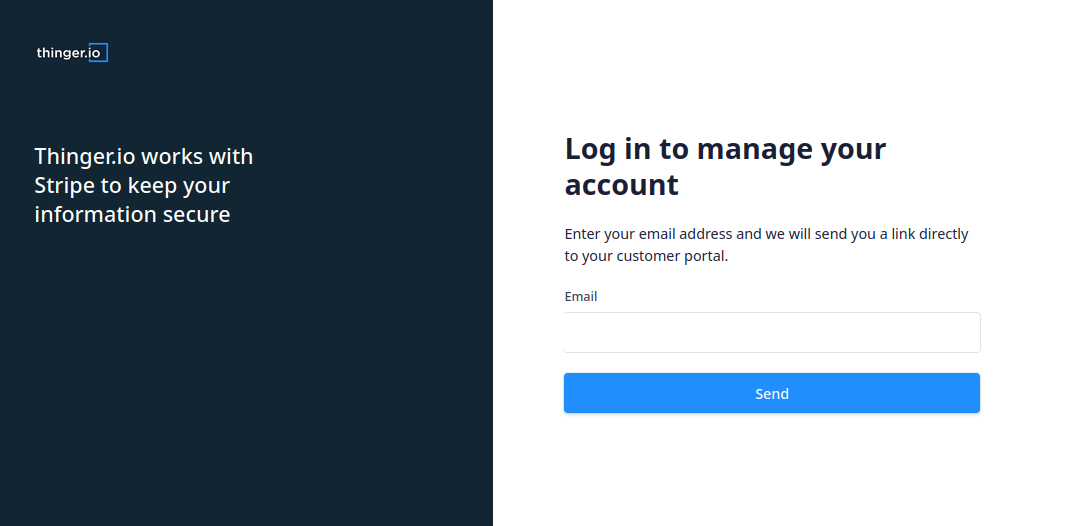 thinger.io
Thinger.io works with
Stripe to keep your
information secure
Log in to manage your
account
Enter your email address and we will send you a link directly
to your customer portal.
Email
Send